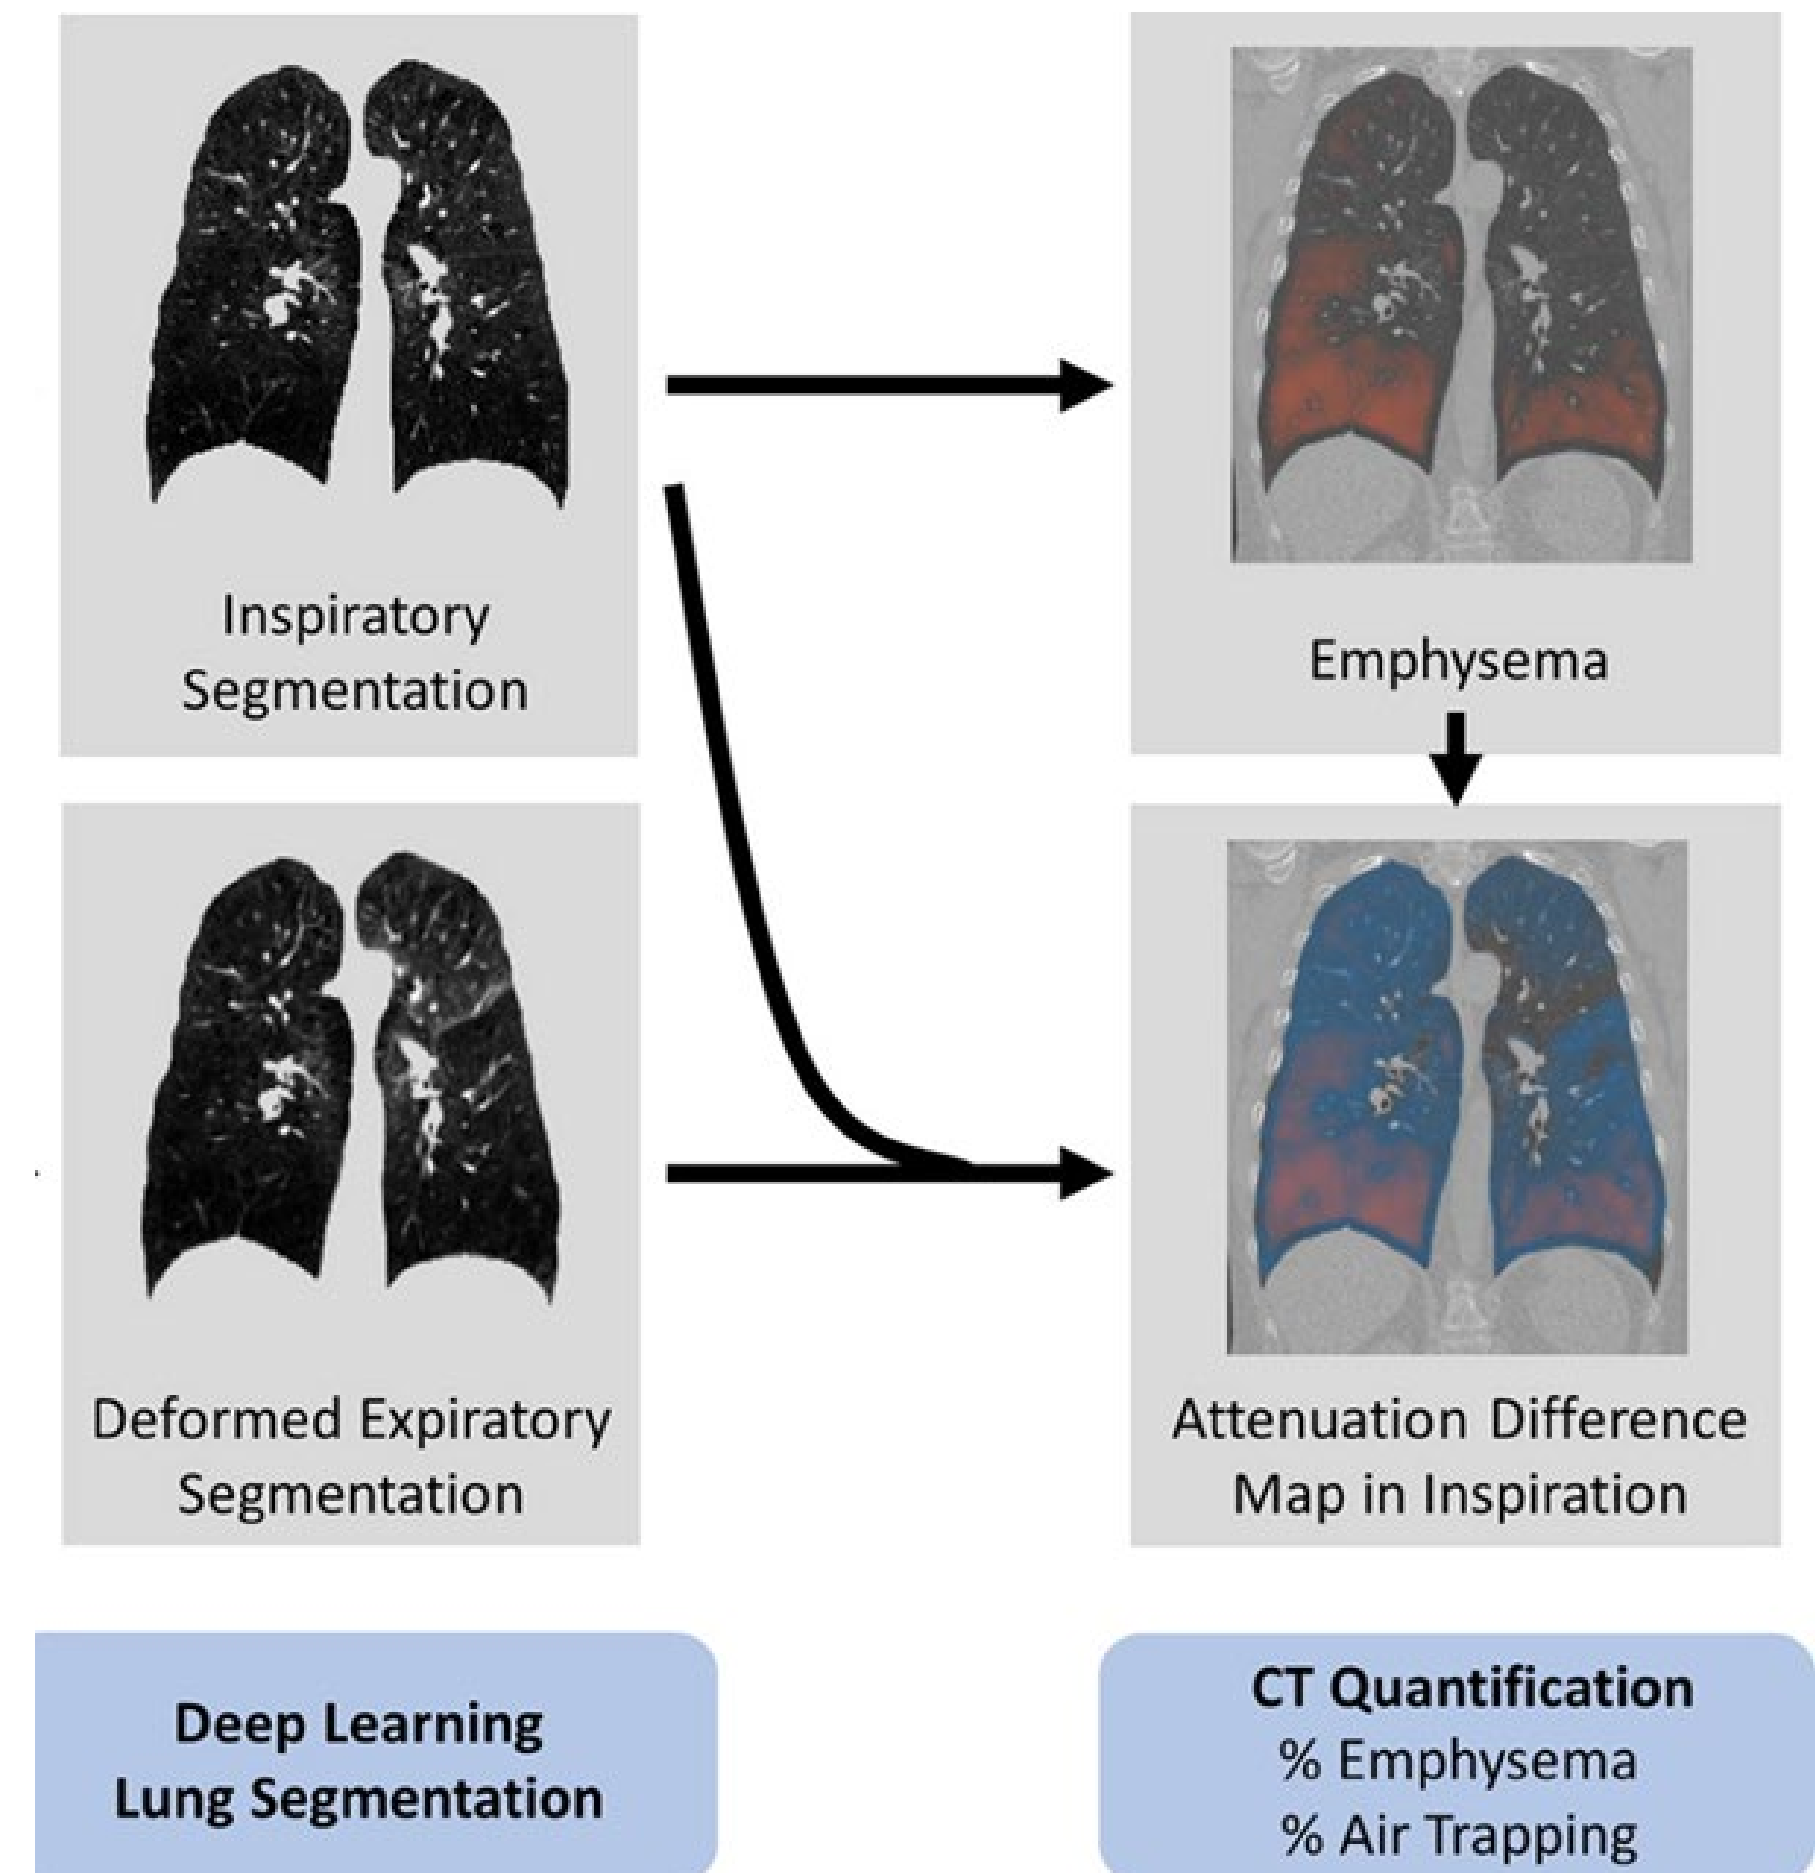 Inspiratory
Segmentation
Emphysema
Deformed Expiratory
Segmentation
Attenuation Difference
Map in Inspiration
Deep Learning
Lung Segmentation
CT Quantification
% Emphysema
% Air Trapping